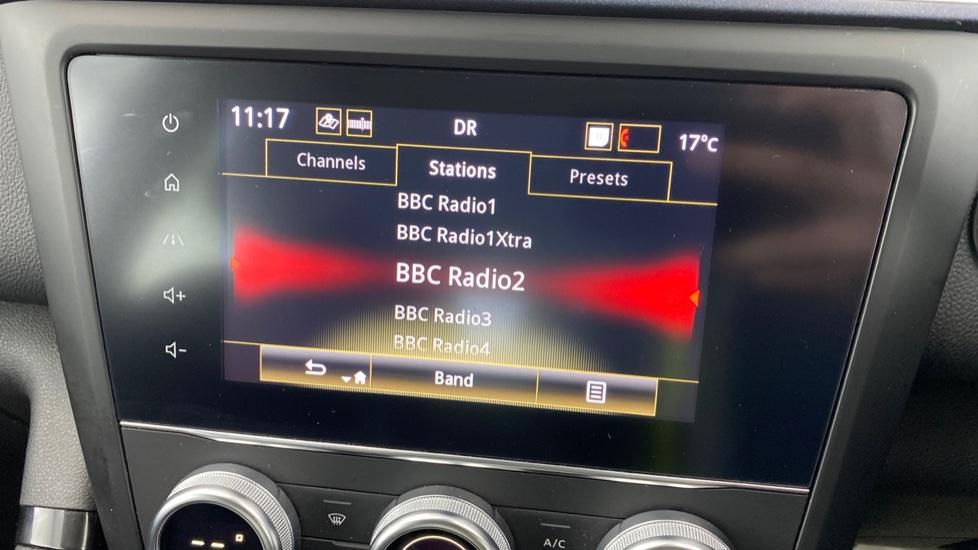 11:17 DR 17°C
Channels Stations Presets
BBC Radio1
BBC Radio1Xtra
BBC Radio2
BBC Radio3
BBC Radio4
Band
A/C